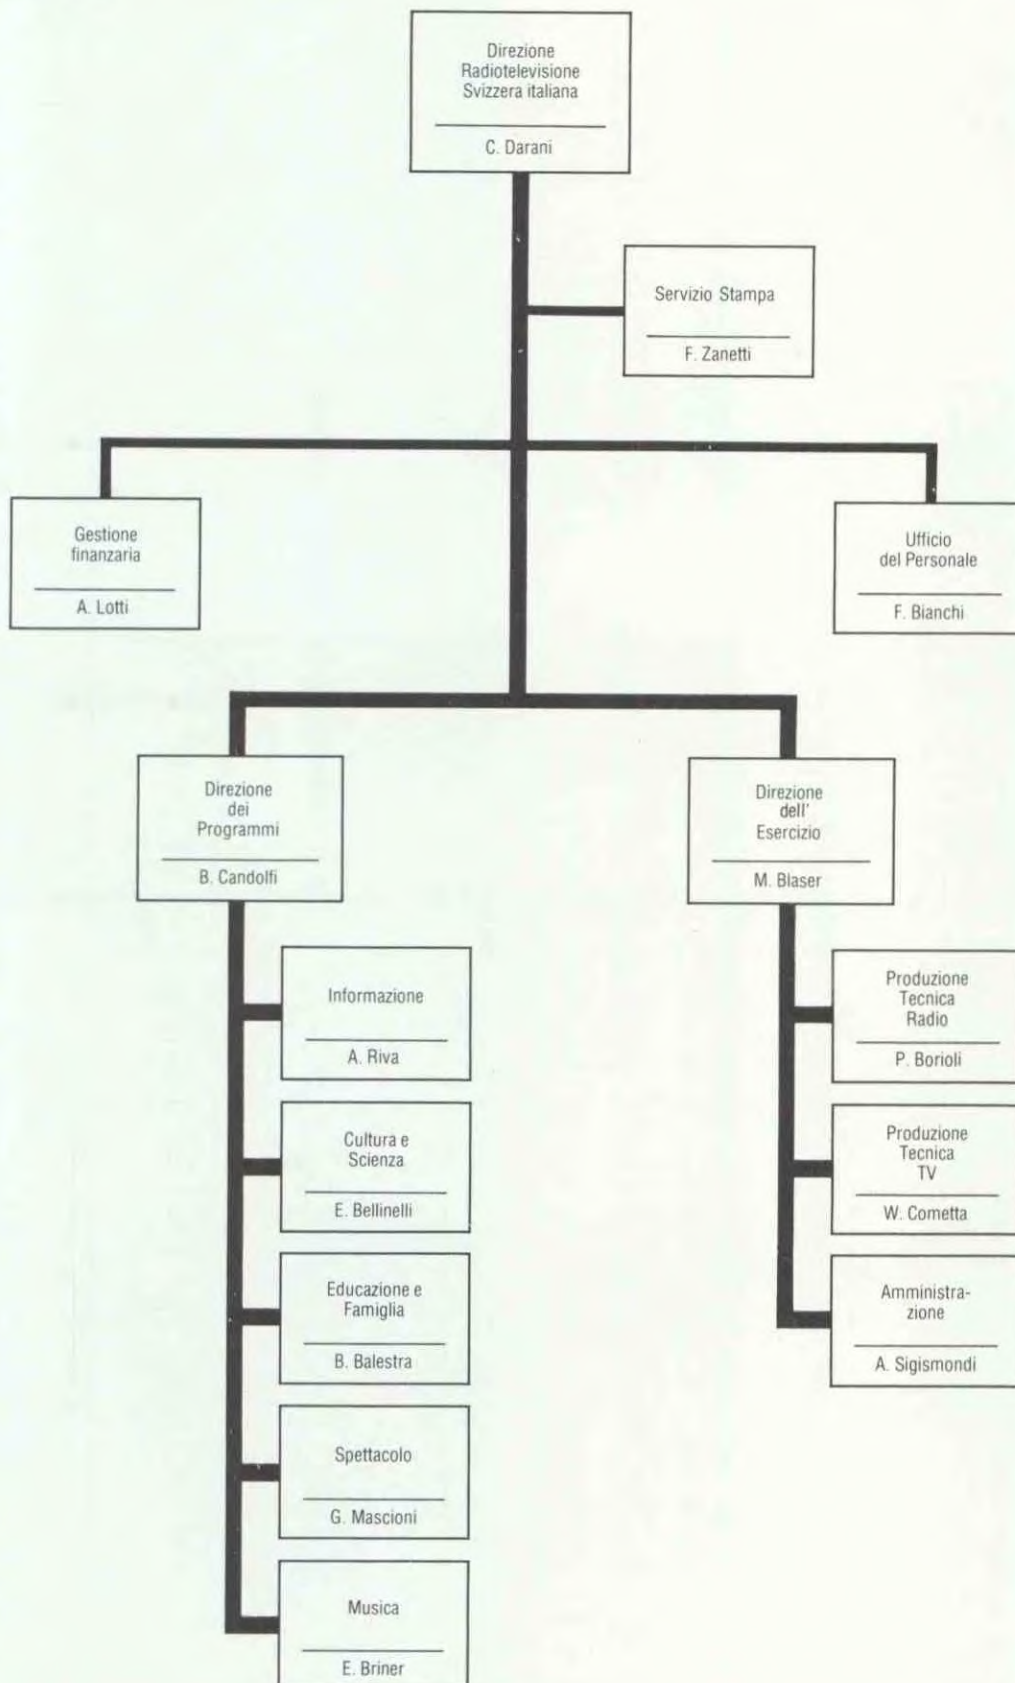 Direzione
Radiotelevisione
Svizzera italiana
C. Darani
Servizio Stampa
F. Zanetti
Gestione
finanzaria
A. Lotti
Ufficio
del Personale
F. Bianchi
Direzione
dei
Programmi
B. Candolfi
Direzione
dell'
Esercizio
M. Blaser
Informazione
A. Riva
Cultura e
Scienza
E. Bellinelli
Educazione e
Famiglia
B. Balestra
Spettacolo
G. Mascioni
Musica
E. Briner
Produzione
Tecnica
Radio
P. Borioli
Produzione
Tecnica
TV
W. Cometta
Amministra-
zione
A. Sigismondi